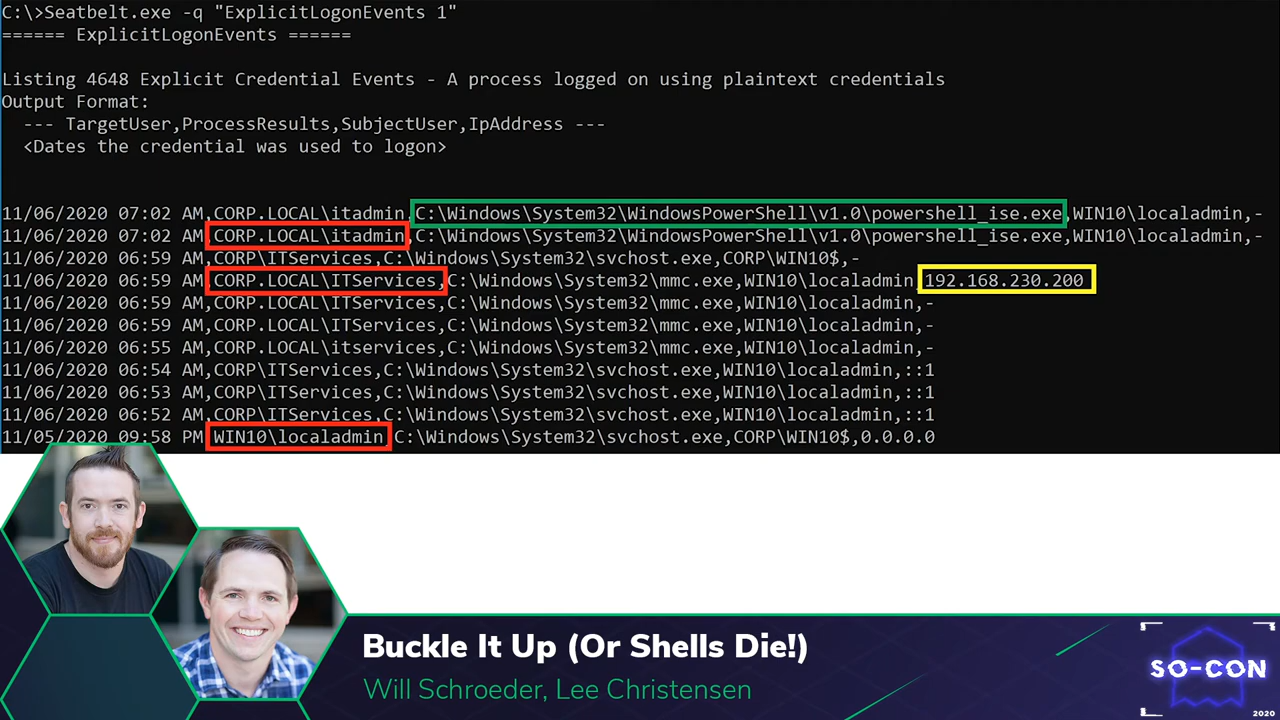 C:\>Seatbelt.exe -q "ExplicitLogonEvents 1"
====== ExplicitLogonEvents ======
Listing 4648 Explicit Credential Events - A process logged on using plaintext credentials
Output Format:
--- TargetUser,ProcessResults,SubjectUser,IpAddress ---
<Dates the credential was used to logon>
11/06/2020 07:02 AM,CORP.LOCAL\itadmin,C:\Windows\System32\WindowsPowerShell\v1.0\powershell_ise.exe,WIN10\localadmin,-
11/06/2020 07:02 AM,CORP.LOCAL\itadmin,C:\Windows\System32\WindowsPowerShell\v1.0\powershell_ise.exe,WIN10\localadmin,-
11/06/2020 06:59 AM,CORP\ITServices,C:\Windows\System32\svchost.exe,CORP\WIN10$,-
11/06/2020 06:59 AM,CORP.LOCAL\ITServices,C:\Windows\System32\mmc.exe,WIN10\localadmin,192.168.230.200
11/06/2020 06:59 AM,CORP.LOCAL\ITServices,C:\Windows\System32\mmc.exe,WIN10\localadmin,-
11/06/2020 06:59 AM,CORP.LOCAL\ITServices,C:\Windows\System32\mmc.exe,WIN10\localadmin,-
11/06/2020 06:55 AM,CORP.LOCAL\itservices,C:\Windows\System32\mmc.exe,WIN10\localadmin,-
11/06/2020 06:54 AM,CORP\ITServices,C:\Windows\System32\svchost.exe,WIN10\localadmin,::1
11/06/2020 06:53 AM,CORP\ITServices,C:\Windows\System32\svchost.exe,WIN10\localadmin,::1
11/06/2020 06:52 AM,CORP\ITServices,C:\Windows\System32\svchost.exe,WIN10\localadmin,::1
11/05/2020 09:58 PM,WIN10\localadmin,C:\Windows\System32\svchost.exe,CORP\WIN10$,0.0.0.0
Buckle It Up (Or Shells Die!)
Will Schroeder, Lee Christensen
SO-CON
2020